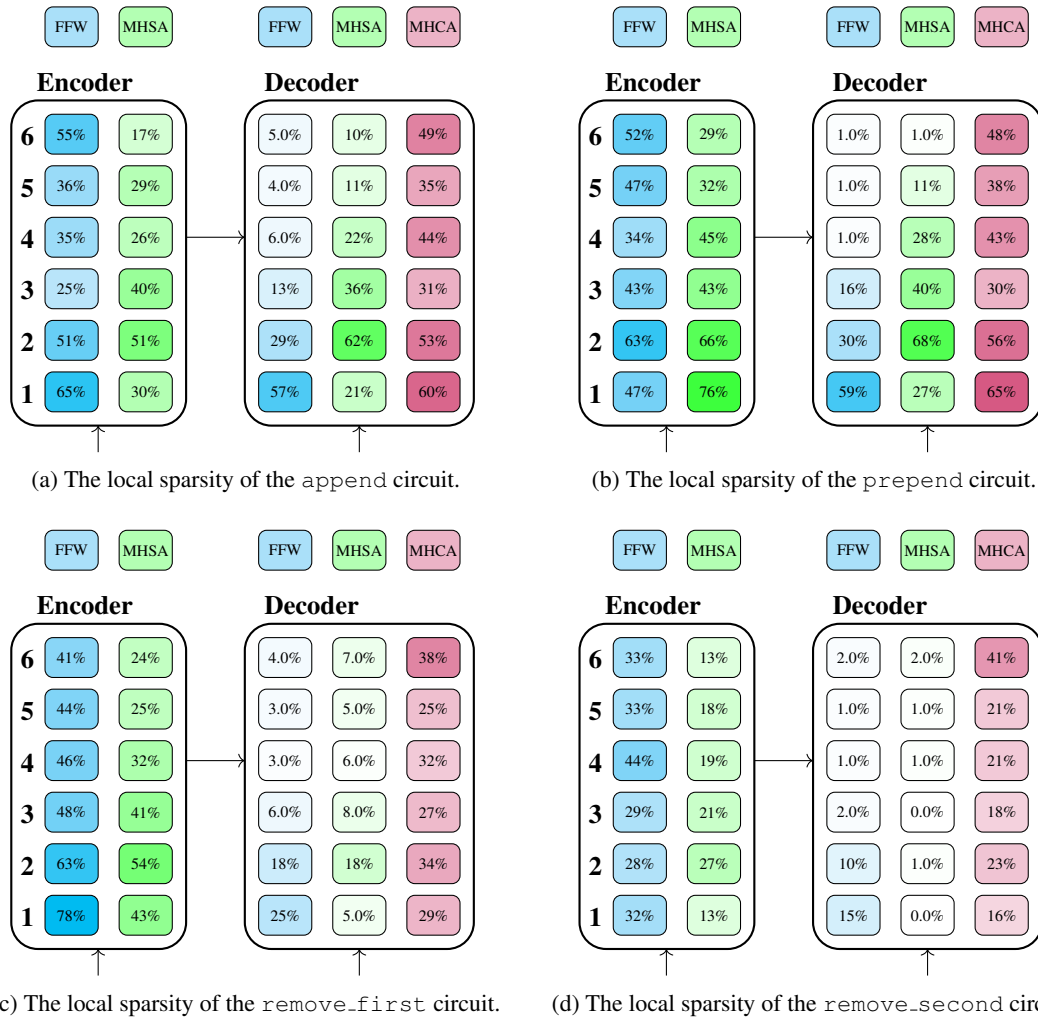 FFW MHSA FFW MHSA MHCA
Encoder Decoder
6 55% 17% 5.0% 10% 49%
5 36% 29% 4.0% 11% 35%
4 35% 26% 6.0% 22% 44%
3 25% 40% 13% 36% 31%
2 51% 51% 29% 62% 53%
1 65% 30% 57% 21% 60%
(a) The local sparsity of the append circuit.
FFW MHSA FFW MHSA MHCA
Encoder Decoder
6 52% 29% 1.0% 1.0% 48%
5 47% 32% 1.0% 11% 38%
4 34% 45% 1.0% 28% 43%
3 43% 43% 16% 40% 30%
2 63% 66% 30% 68% 56%
1 47% 76% 59% 27% 65%
(b) The local sparsity of the prepend circuit.
FFW MHSA FFW MHSA MHCA
Encoder Decoder
6 41% 24% 4.0% 7.0% 38%
5 44% 25% 3.0% 5.0% 25%
4 46% 32% 3.0% 6.0% 32%
3 48% 41% 6.0% 8.0% 27%
2 63% 54% 18% 18% 34%
1 78% 43% 25% 5.0% 29%
c) The local sparsity of the remove_first circuit.
FFW MHSA FFW MHSA MHCA
Encoder Decoder
6 33% 13% 2.0% 2.0% 41%
5 33% 18% 1.0% 1.0% 21%
4 44% 19% 1.0% 1.0% 21%
3 29% 21% 2.0% 0.0% 18%
2 28% 27% 10% 1.0% 23%
1 32% 13% 15% 0.0% 16%
(d) The local sparsity of the remove_second circ